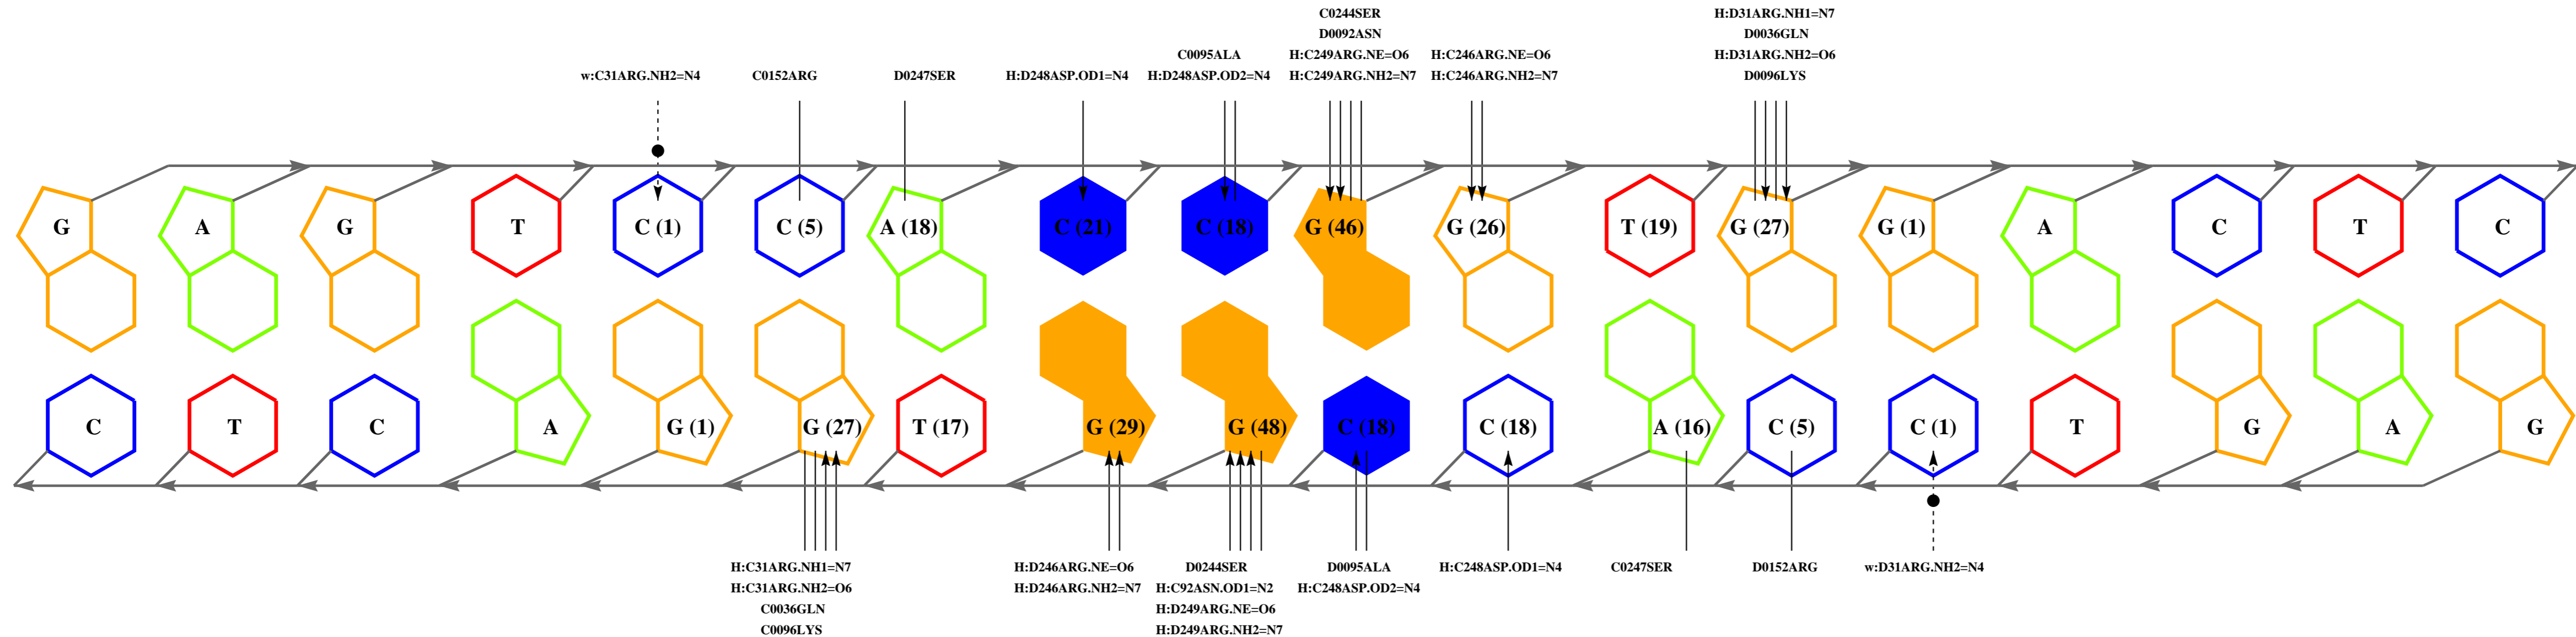 C0244SER
H:D31ARG.NH1=N7
D0092ASN
D0036GLN
C0095ALA
H:C249ARG.NE=O6
H:C246ARG.NE=O6
H:D31ARG.NH2=O6
w:C31ARG.NH2=N4
C0152ARG
D0247SER
H:D248ASP.OD1=N4
H:D248ASP.OD2=N4
H:C249ARG.NH2=N7
H:C246ARG.NH2=N7
D0096LYS
G A G T C (1) C (5) A (18) C (21) C (18) G (46) G (26) T (19) G (27) G (1) A C T C
C T C A G (1) G (27) T (17) G (29) G (48) C (18) C (18) A (16) C (5) C (1) T G A G
H:C31ARG.NH1=N7
H:D246ARG.NE=O6
D0244SER
D0095ALA
H:C248ASP.OD1=N4
C0247SER
D0152ARG
w:D31ARG.NH2=N4
H:C31ARG.NH2=O6
H:D246ARG.NH2=N7
H:C92ASN.OD1=N2
H:C248ASP.OD2=N4
C0036GLN
H:D249ARG.NE=O6
C0096LYS
H:D249ARG.NH2=N7